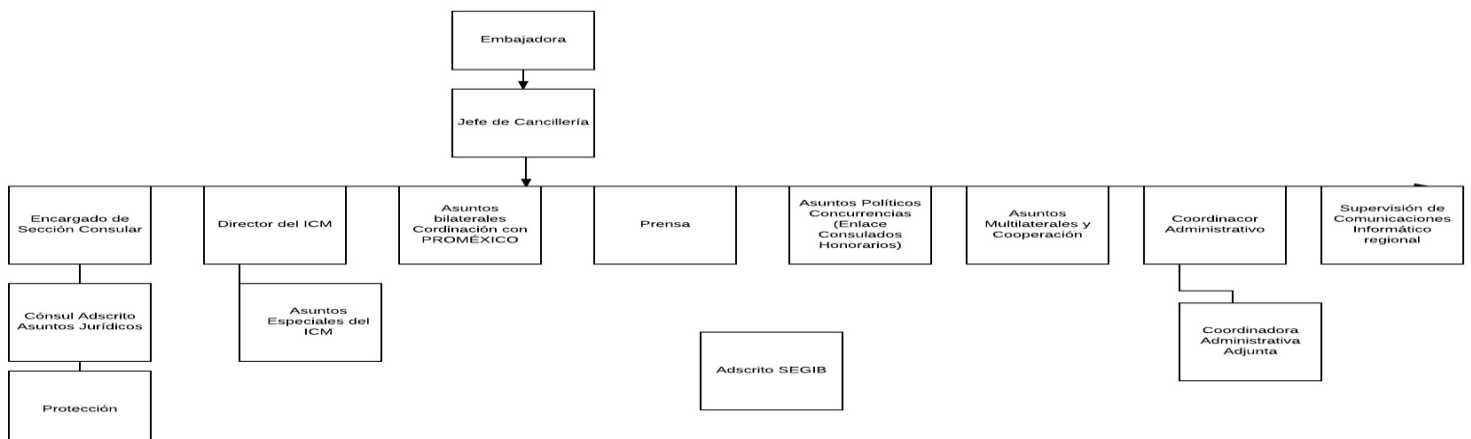 Embajadora
Jefe de Cancillería
Encargado de
Sección Consular
Director del ICM
Asuntos
bilaterales
Cordinación con
PROMÉXICO
Prensa
Asuntos Políticos
Concurrencias
(Enlace
Consulados
Honorarios)
Asuntos
Multilaterales y
Cooperación
Coordinacor
Administrativo
Supervisión de
Comunicaciones
Informático
regional
Cónsul Adscrito
Asuntos Jurídicos
Asuntos
Especiales del
ICM
Coordinadora
Administrativa
Adjunta
Adscrito SEGIB
Protección